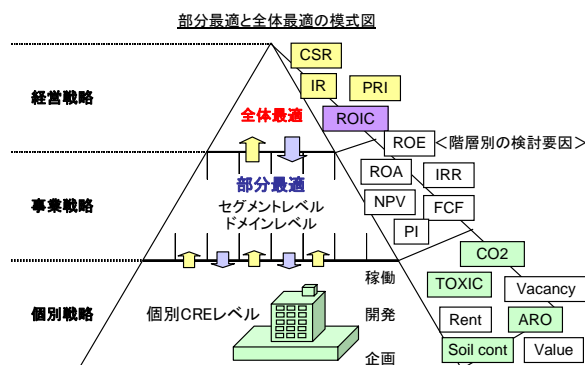 部分最適と全体最適の模式図
経営戦略
全体最適
CSR
IR
PRI
ROIC
ROE
＜階層別の検討要因＞
事業戦略
部分最適
セグメントレベル
ドメインレベル
ROA
IRR
NPV
FCF
PI
個別戦略
個別CREレベル
稼働
開発
企画
CO2
TOXIC
Vacancy
Rent
ARO
Soil cont
Value